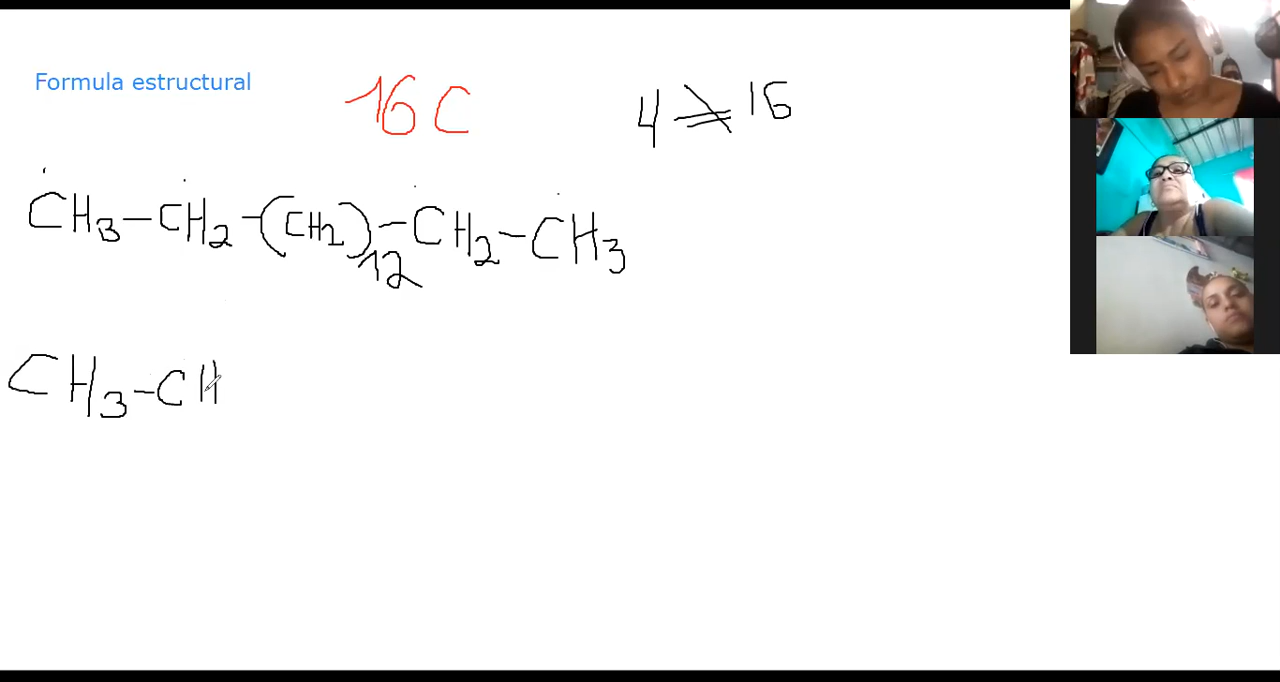 Formula estructural
16 C
4 ≠ 16
CH3-CH2-(CH2)12-CH2-CH3
CH3-CH